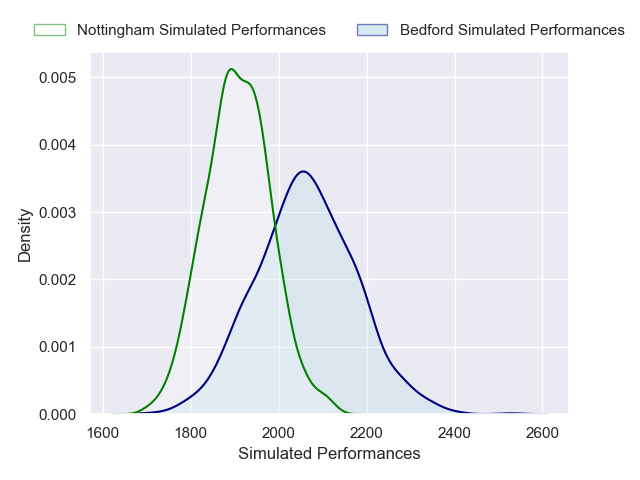 Nottingham Simulated Performances
Bedford Simulated Performances
0.005
0.004
0.003
0.002
0.001
0.000
Density
1600 1800 2000 2200 2400 2600
Simulated Performances